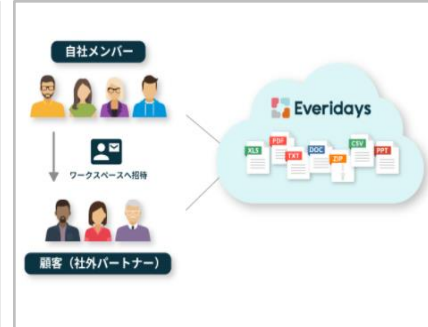 自社メンバー
ワークスペースへ招待
顧客（社外パートナー）
Everidays
XLS
PDF
TXT
DOC
ZIP
CSV
PPT